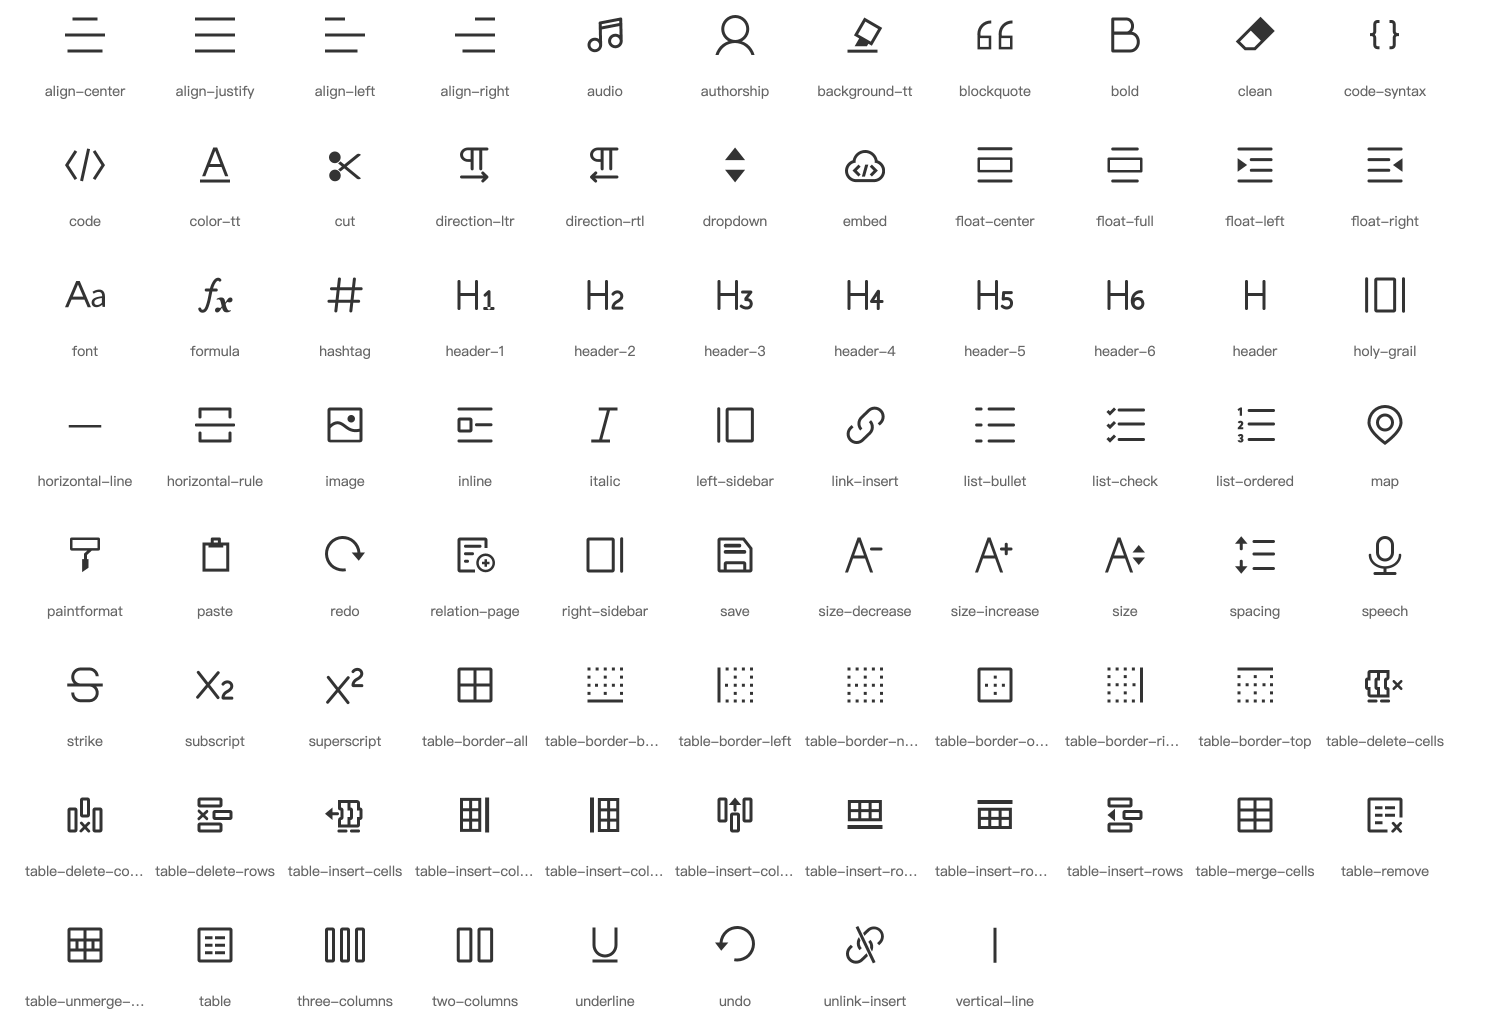 align-center align-justify align-left align-right audio authorship background-tt blockquote bold clean code-syntax
code color-tt cut direction-ltr direction-rtl dropdown embed float-center float-full float-left float-right
Aa fx # H1 H2 H3 H4 H5 H6 H
font formula hashtag header-1 header-2 header-3 header-4 header-5 header-6 header holy-grail
horizontal-line horizontal-rule image inline italic left-sidebar link-insert list-bullet list-check list-ordered map
paintformat paste redo relation-page right-sidebar save size-decrease size-increase size spacing speech
strike subscript superscript table-border-all table-border-b... table-border-left table-border-n... table-border-o... table-border-ri... table-border-top table-delete-cells
table-delete-co... table-delete-rows table-insert-cells table-insert-col... table-insert-col... table-insert-col... table-insert-ro... table-insert-ro... table-insert-rows table-merge-cells table-remove
table-unmerge-... table three-columns two-columns underline undo unlink-insert vertical-line